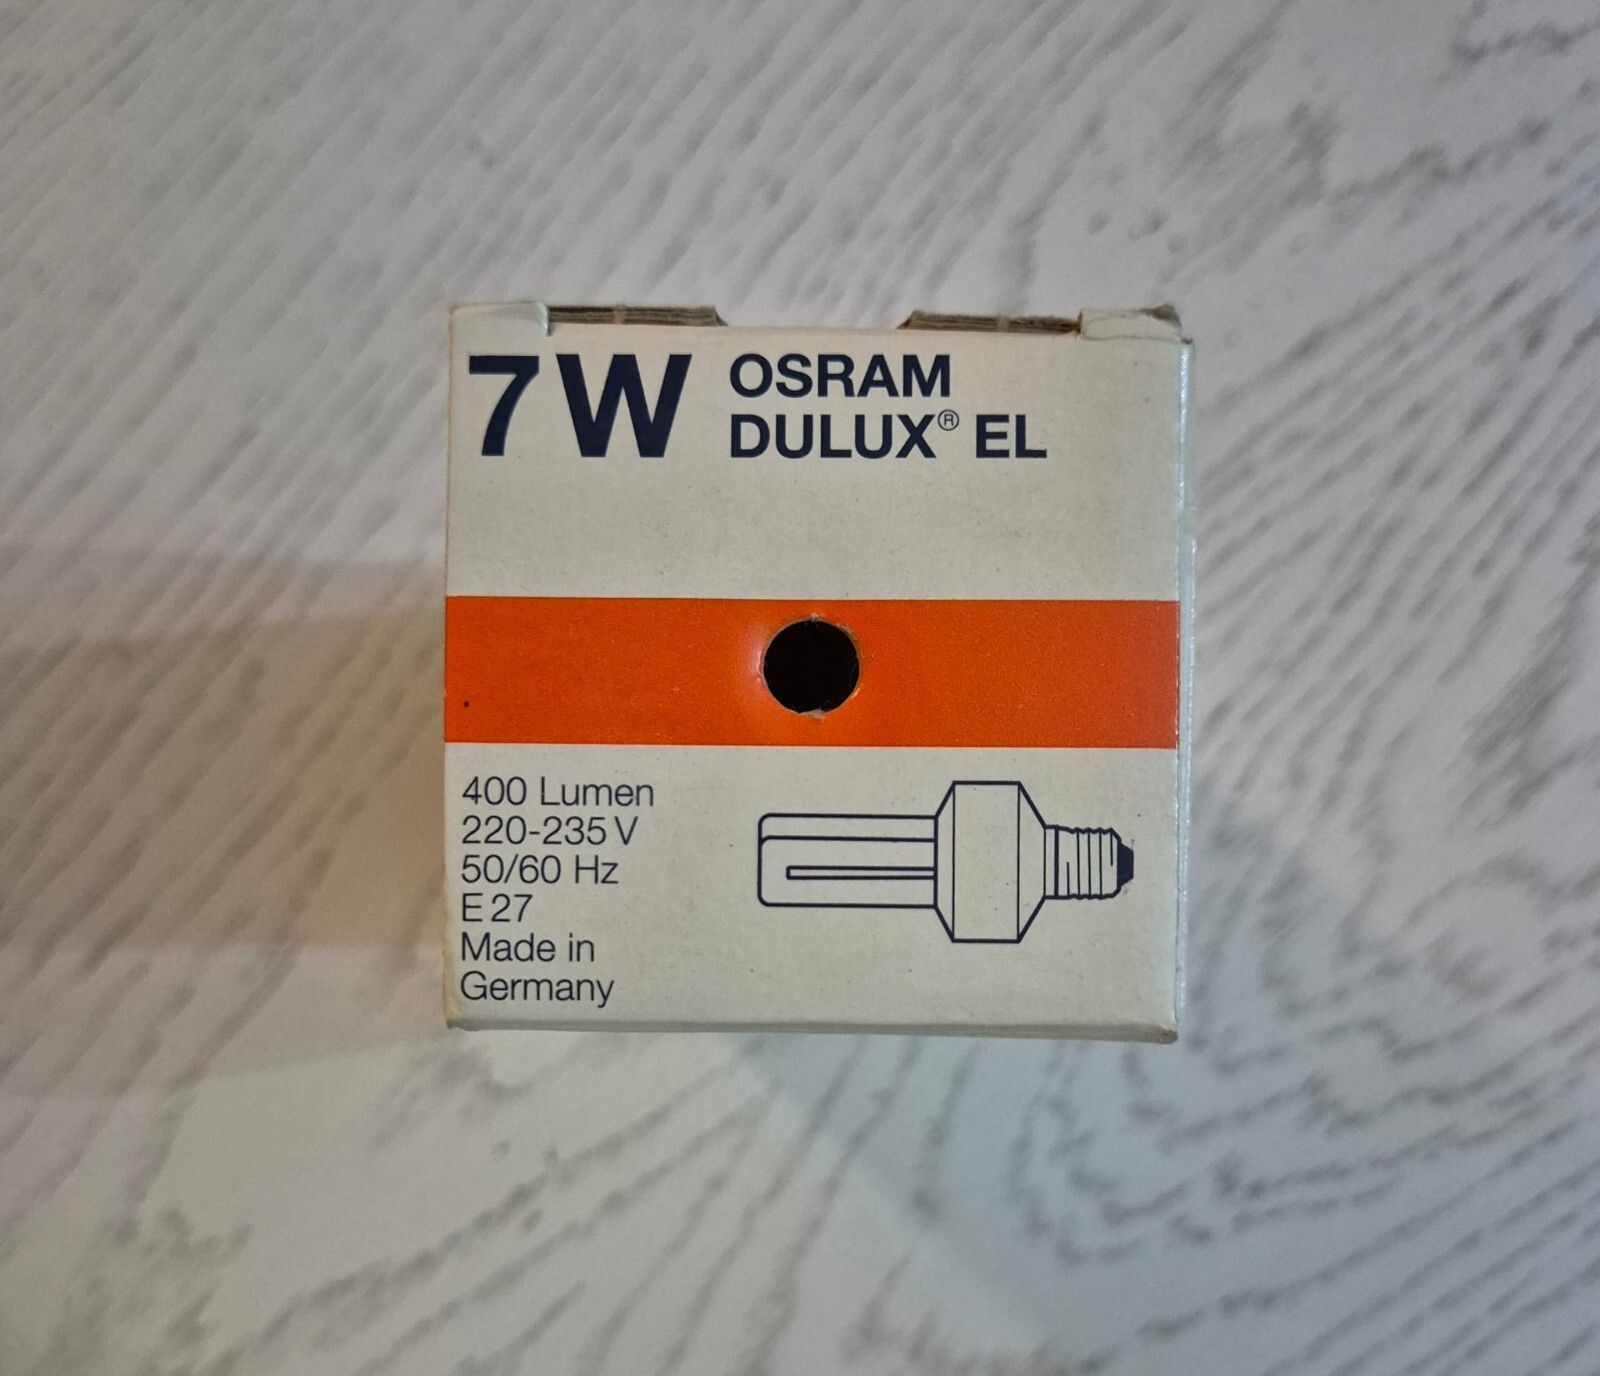 7W OSRAM
DULUX® EL
400 Lumen
220-235 V
50/60 Hz
E 27
Made in
Germany